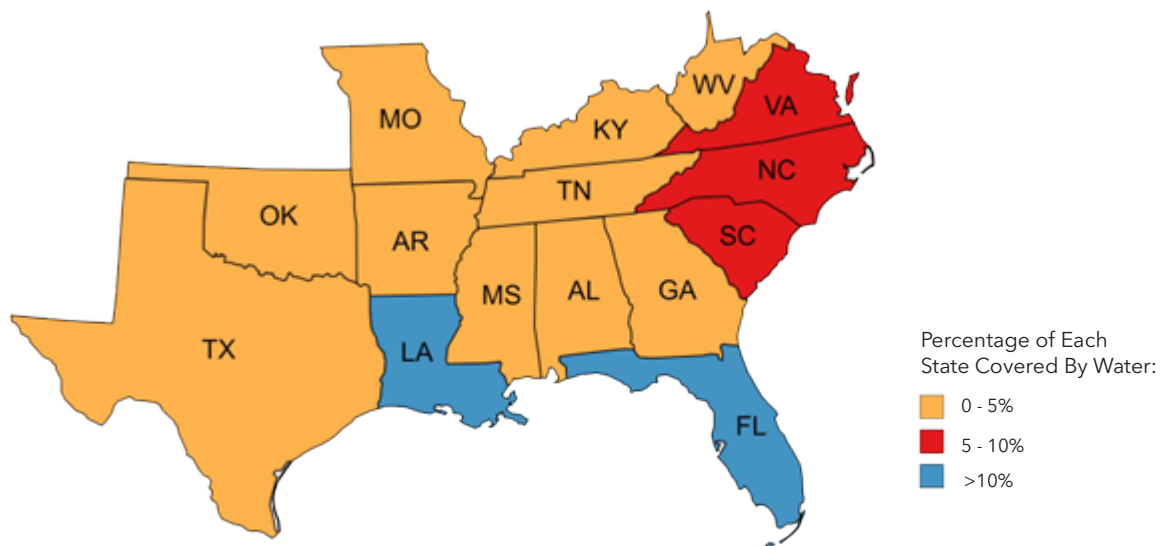 WV
VA
MO
KY
NC
TN
OK
AR
SC
MS
AL
GA
TX
LA
FL
Percentage of Each
State Covered By Water:
0 - 5%
5 - 10%
>10%